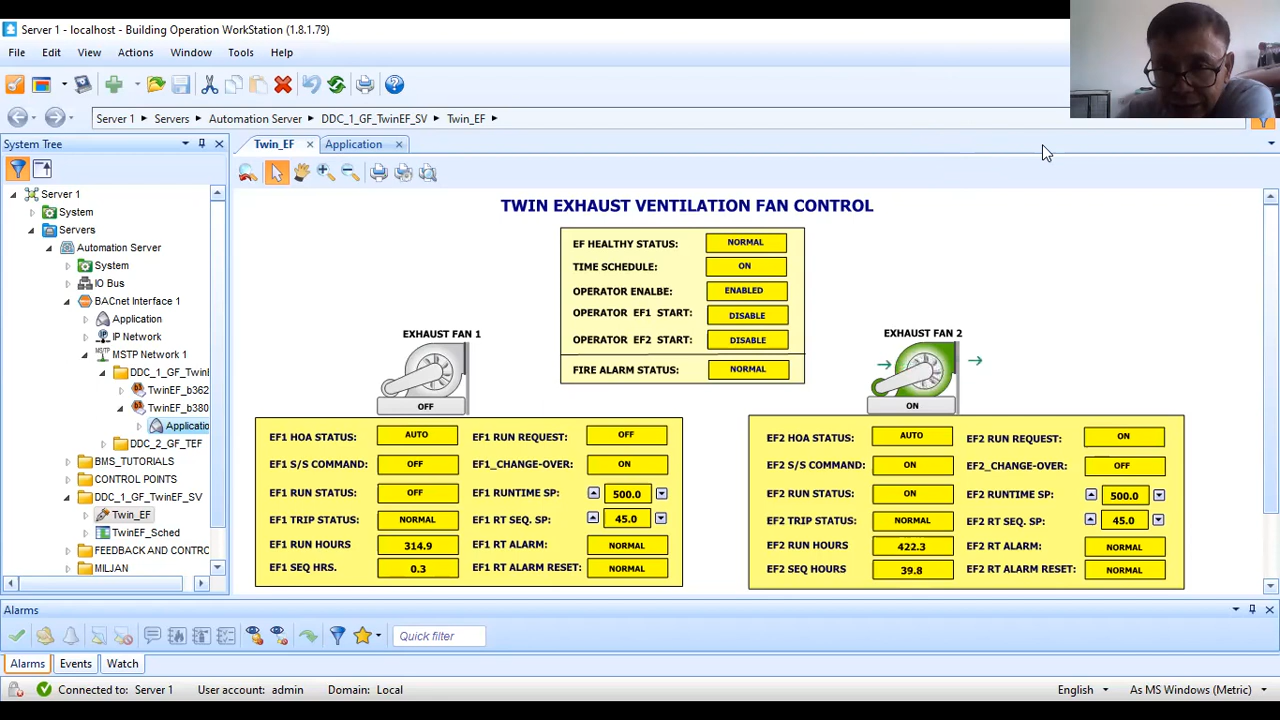 Server 1 - localhost - Building Operation WorkStation (1.8.1.79)
File Edit View Actions Window Tools Help
Server 1 Servers Automation Server DDC_1_GF_TwinEF_SV Twin_EF
System Tree
Twin_EF Application
Server 1
System
Servers
Automation Server
System
IO Bus
BACnet Interface 1
Application
IP Network
MSTP Network 1
DDC_1_GF_TwinE
TwinEF_b362
TwinEF_b380
Applicatio
DDC_2_GF_TEF
BMS_TUTORIALS
CONTROL POINTS
DDC_1_GF_TwinEF_SV
Twin_EF
TwinEF_Sched
FEEDBACK AND CONTRO
MILJAN
TWIN EXHAUST VENTILATION FAN CONTROL
EF HEALTHY STATUS: NORMAL
TIME SCHEDULE: ON
OPERATOR ENALBE: ENABLED
OPERATOR EF1 START: DISABLE
OPERATOR EF2 START: DISABLE
FIRE ALARM STATUS: NORMAL
EXHAUST FAN 1
OFF
EF1 HOA STATUS: AUTO EF1 RUN REQUEST: OFF
EF1 S/S COMMAND: OFF EF1_CHANGE-OVER: ON
EF1 RUN STATUS: OFF EF1 RUNTIME SP: 500.0
EF1 TRIP STATUS: NORMAL EF1 RT SEQ. SP: 45.0
EF1 RUN HOURS 314.9 EF1 RT ALARM: NORMAL
EF1 SEQ HRS. 0.3 EF1 RT ALARM RESET: NORMAL
EXHAUST FAN 2
ON
EF2 HOA STATUS: AUTO EF2 RUN REQUEST: ON
EF2 S/S COMMAND: ON EF2_CHANGE-OVER: OFF
EF2 RUN STATUS: ON EF2 RUNTIME SP: 500.0
EF2 TRIP STATUS: NORMAL EF2 RT SEQ. SP: 45.0
EF2 RUN HOURS 422.3 EF2 RT ALARM: NORMAL
EF2 SEQ HOURS 39.8 EF2 RT ALARM RESET: NORMAL
Alarms
Quick filter
Alarms Events Watch
Connected to: Server 1 User account: admin Domain: Local English As MS Windows (Metric)